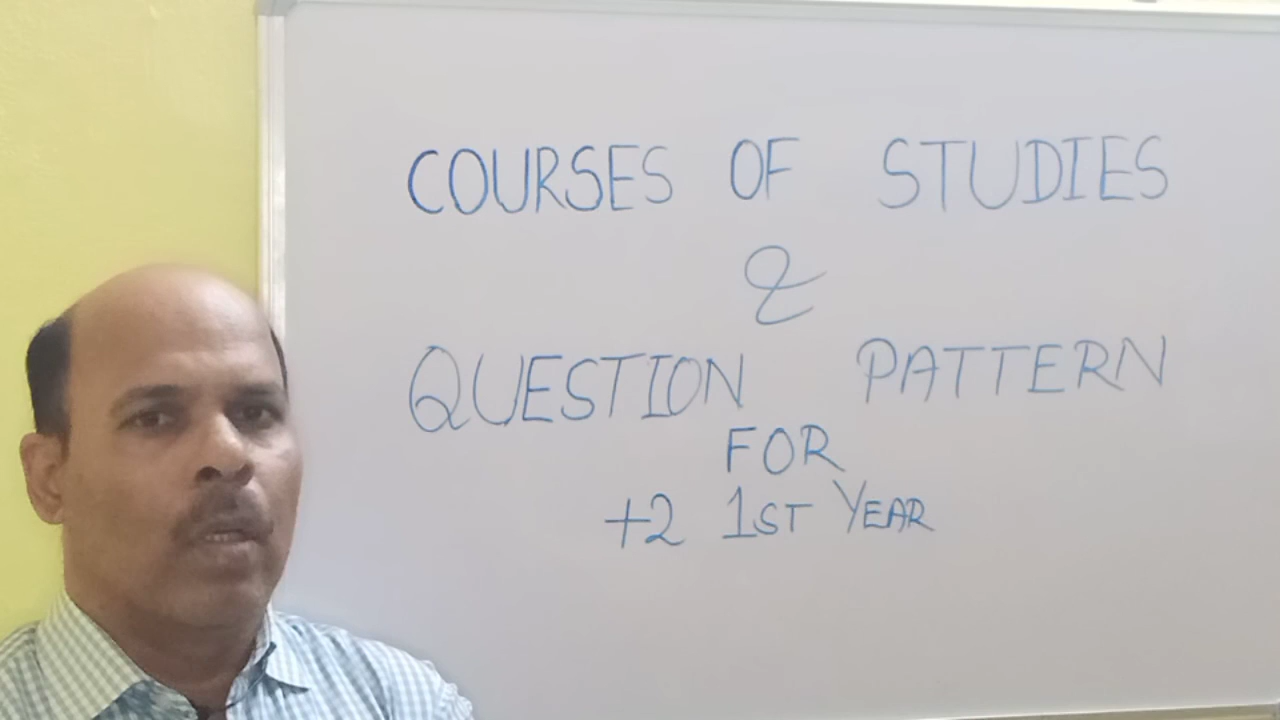 COURSES OF STUDIES
&
QUESTION PATTERN
FOR
+2 1ST YEAR